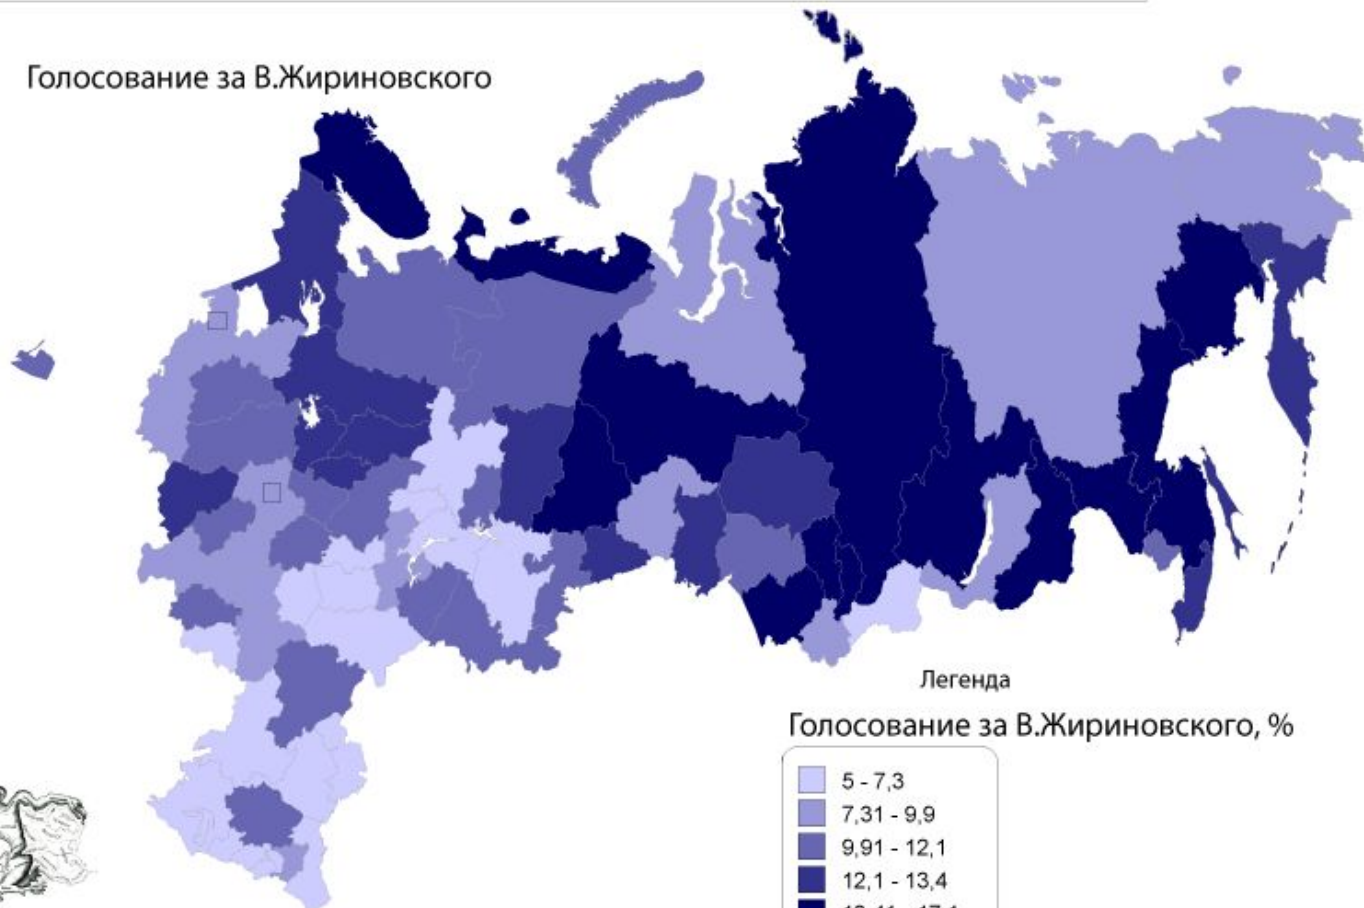 Голосование за В.Жириновского
Легенда
Голосование за В.Жириновского, %
5 - 7,3
7,31 - 9,9
9,91 - 12,1
12,1 - 13,4